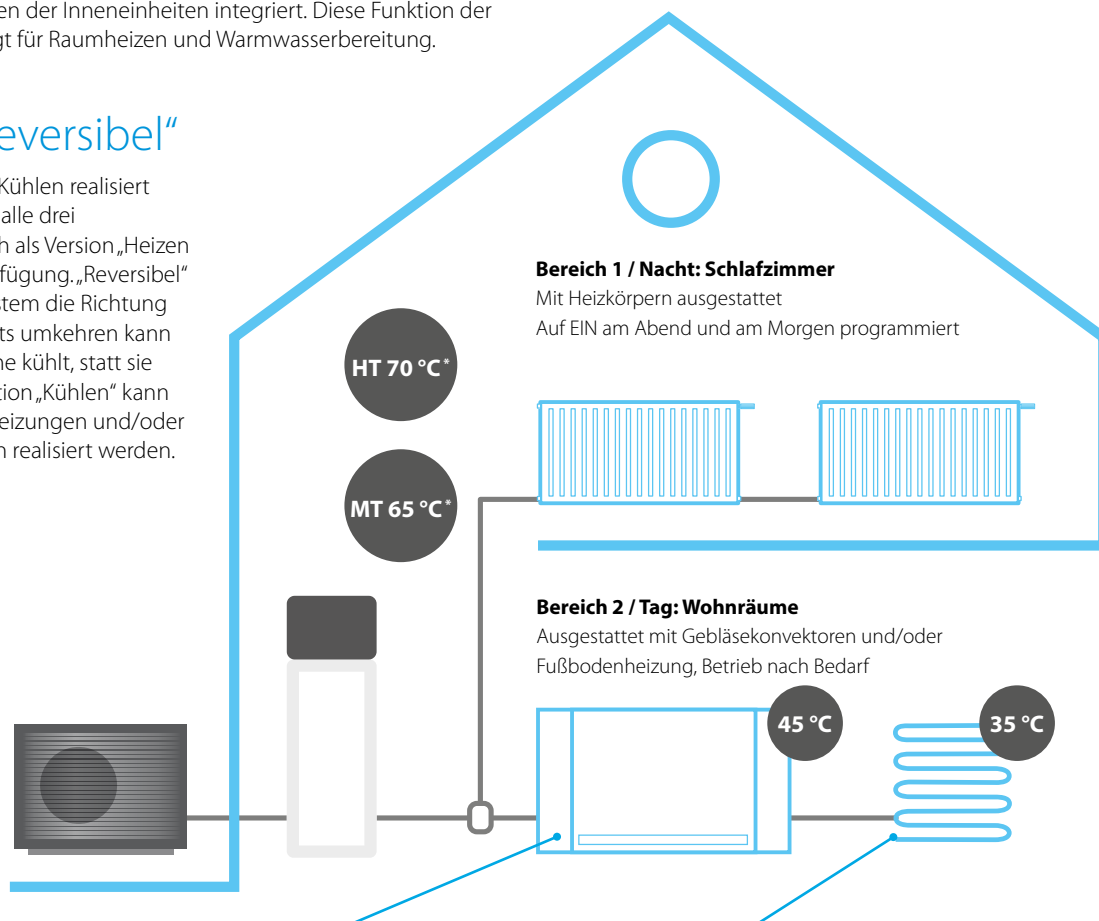 en der Inneneinheiten integriert. Diese Funktion der
gt für Raumheizen und Warmwasserbereitung.
eversibel“
Kühlen realisiert
alle drei
h als Version „Heizen
fügung. „Reversibel“
stem die Richtung
ts umkehren kann
ne kühlt, statt sie
tion „Kühlen“ kann
eizungen und/oder
n realisiert werden.
HT 70 °C*
MT 65 °C*
Bereich 1 / Nacht: Schlafzimmer
Mit Heizkörpern ausgestattet
Auf EIN am Abend und am Morgen programmiert
Bereich 2 / Tag: Wohnräume
Ausgestattet mit Gebläsekonvektoren und/oder
Fußbodenheizung, Betrieb nach Bedarf
45 °C
35 °C